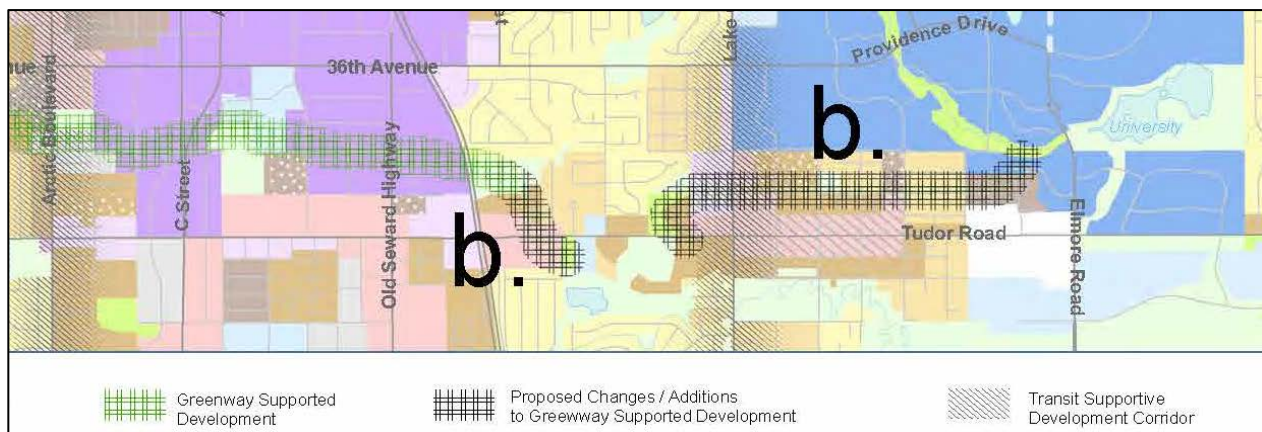 Providence Drive
36th Avenue
Lake
Arctic Boulevard
b.
University
C Street
Old Seward Highway
b.
Tudor Road
Elmore Road
Greenway Supported
Development
Proposed Changes / Additions
to Greewway Supported Development
Transit Supportive
Development Corridor